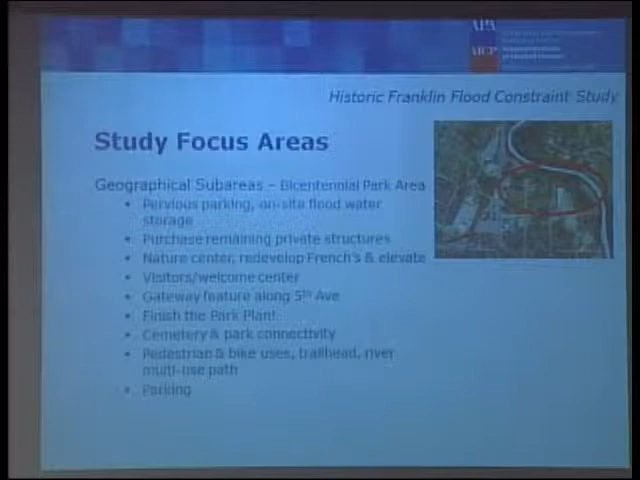 APA
AICP
Historic Franklin Flood Constraint Study
Study Focus Areas
Geographical Subareas – Bicentennial Park Area
• Pervious parking, on-site flood water
storage
• Purchase remaining private structures
• Nature center, redevelop French's & elevate
• Visitors/welcome center
• Gateway feature along 5th Ave
• Finish the Park Plan!
• Cemetery & park connectivity
• Pedestrian & bike uses, trailhead, river
multi-use path
• Parking